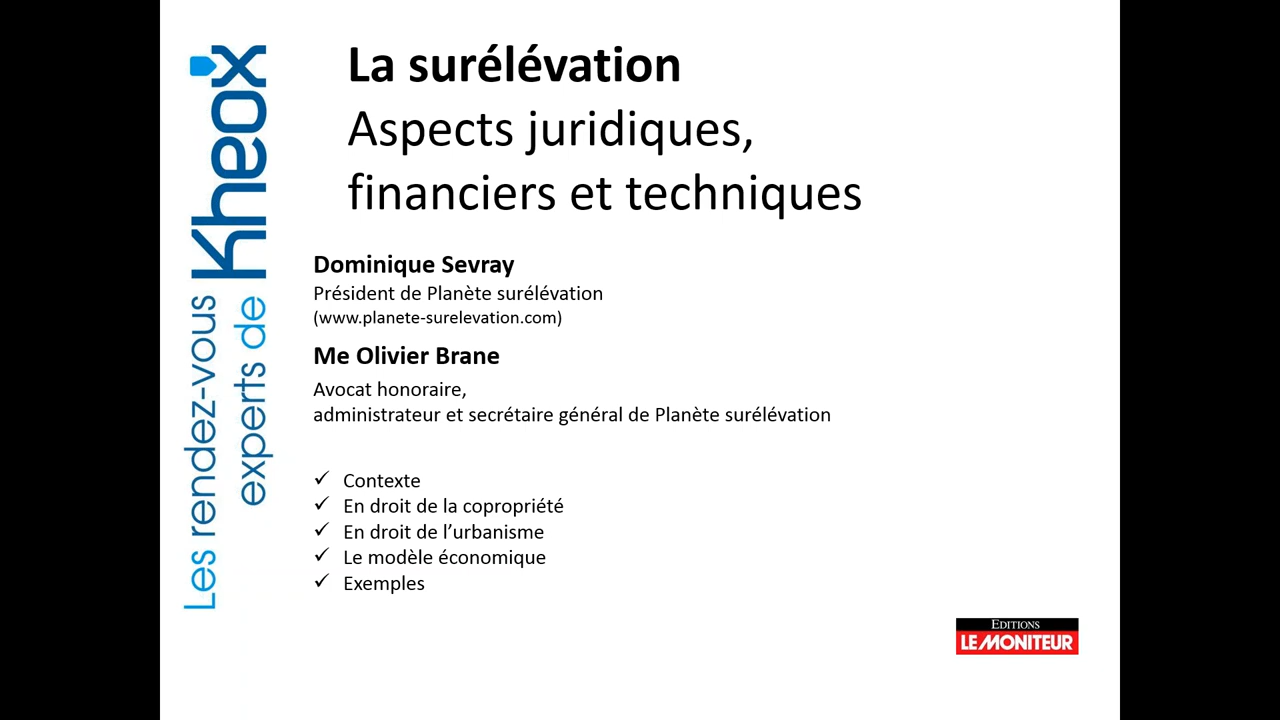 La surélévation
Aspects juridiques,
financiers et techniques
Dominique Sevray
Président de Planète surélévation
(www.planete-surelevation.com)
Me Olivier Brane
Avocat honoraire,
administrateur et secrétaire général de Planète surélévation
✓ Contexte
✓ En droit de la copropriété
✓ En droit de l’urbanisme
✓ Le modèle économique
✓ Exemples
Les rendez-vous
experts de Kheox
EDITIONS
LE MONITEUR